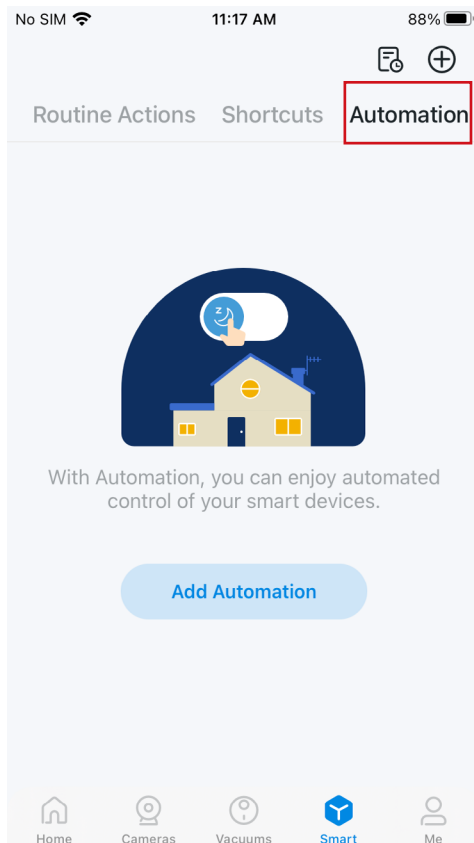 No SIM 11:17 AM 88%
Routine Actions Shortcuts Automation
z
With Automation, you can enjoy automated
control of your smart devices.
Add Automation
Home Cameras Vacuums Smart Me